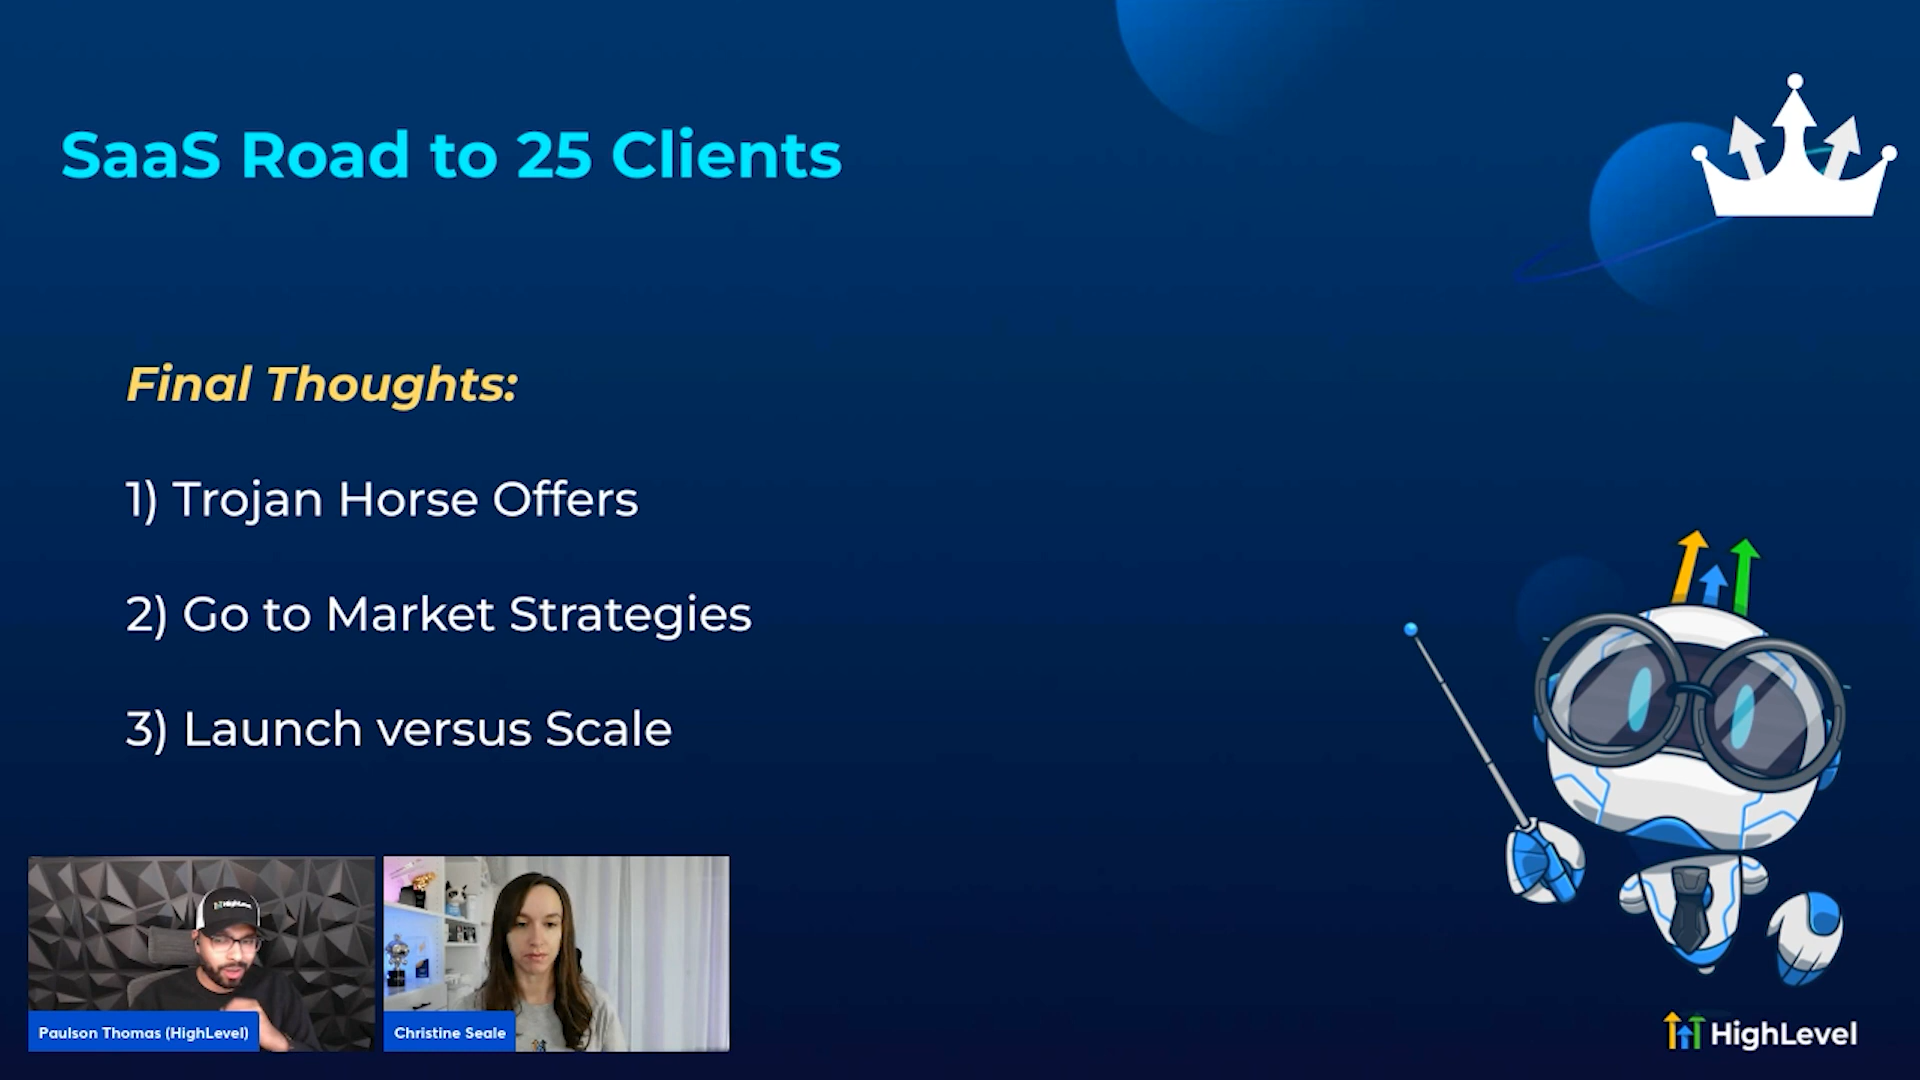 SaaS Road to 25 Clients
Final Thoughts:
1) Trojan Horse Offers
2) Go to Market Strategies
3) Launch versus Scale
HighLevel
Paulson Thomas (HighLevel)
Christine Seale
HighLevel